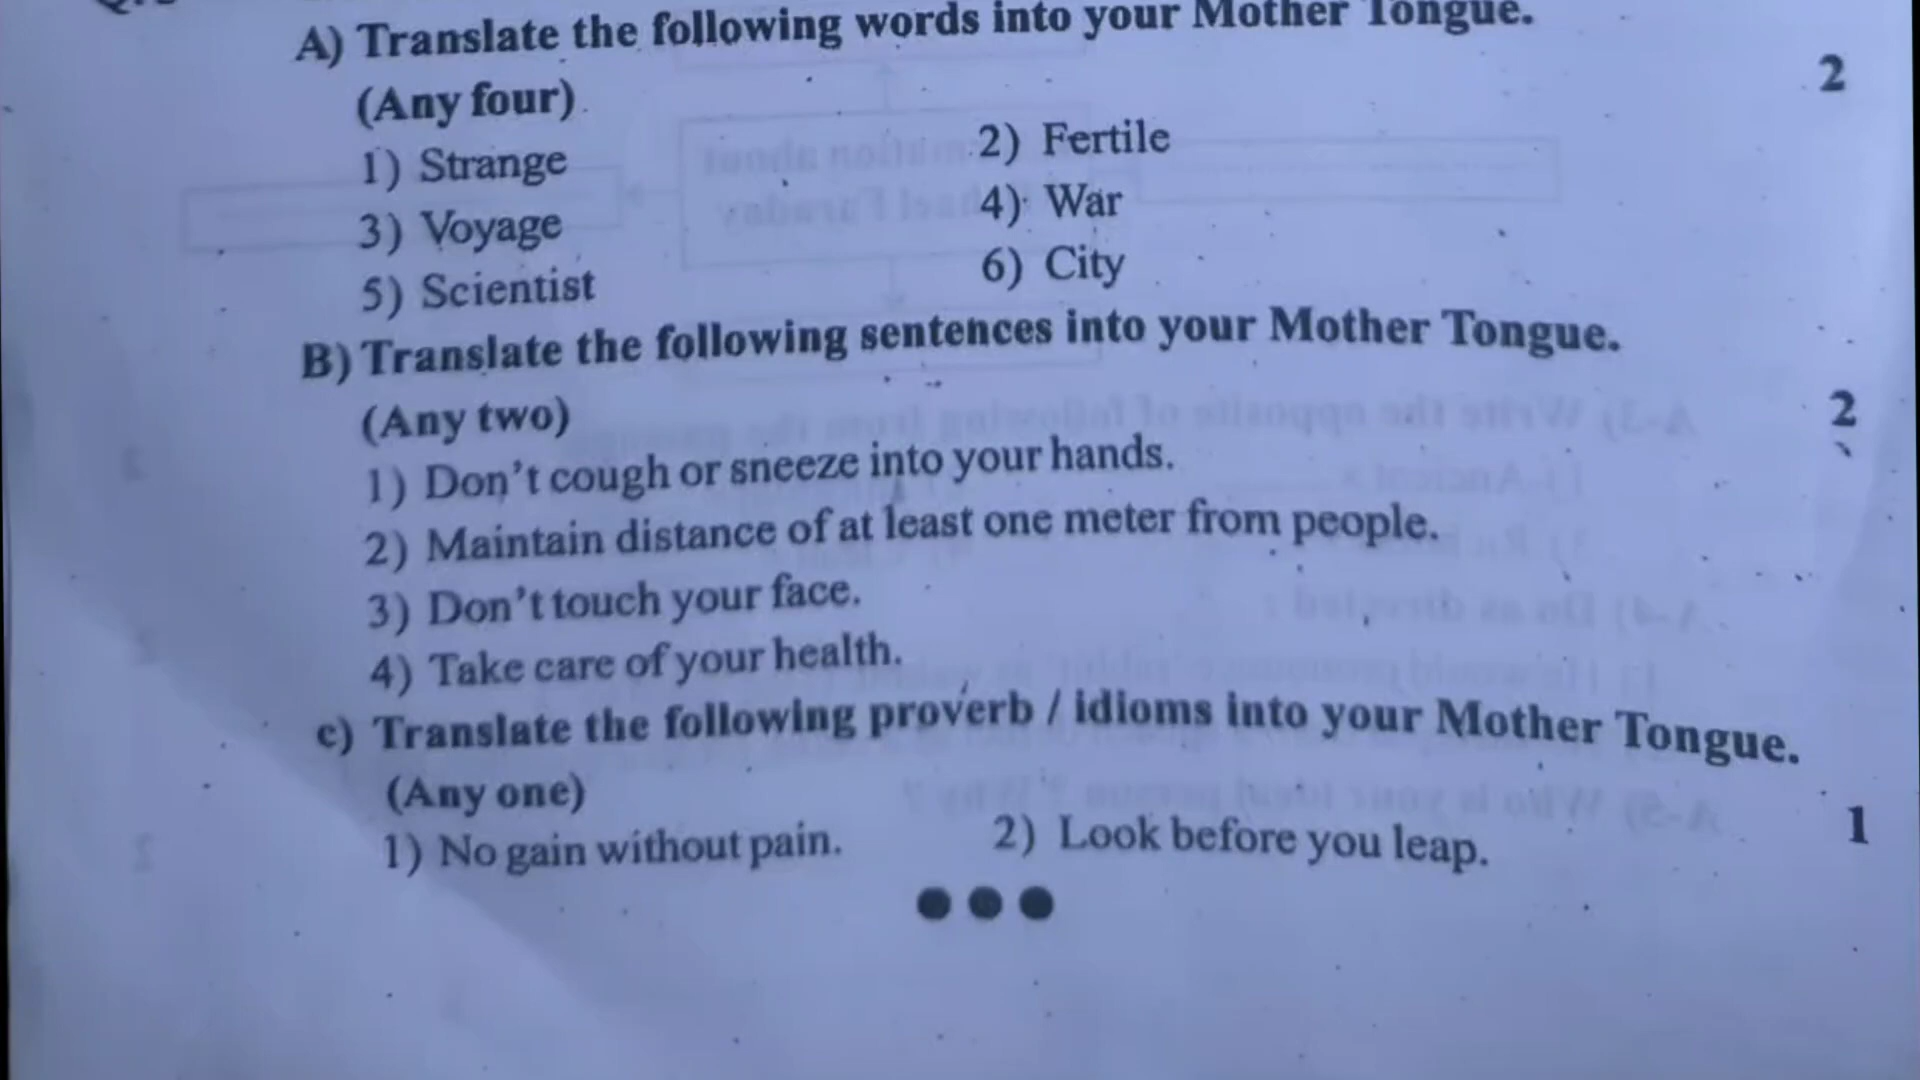 A) Translate the following words into your Mother Tongue.
(Any four) 2
1) Strange 2) Fertile
3) Voyage 4) War
5) Scientist 6) City
B) Translate the following sentences into your Mother Tongue.
(Any two) 2
1) Don't cough or sneeze into your hands.
2) Maintain distance of at least one meter from people.
3) Don't touch your face.
4) Take care of your health.
c) Translate the following proverb / idioms into your Mother Tongue.
(Any one) 1
1) No gain without pain. 2) Look before you leap.